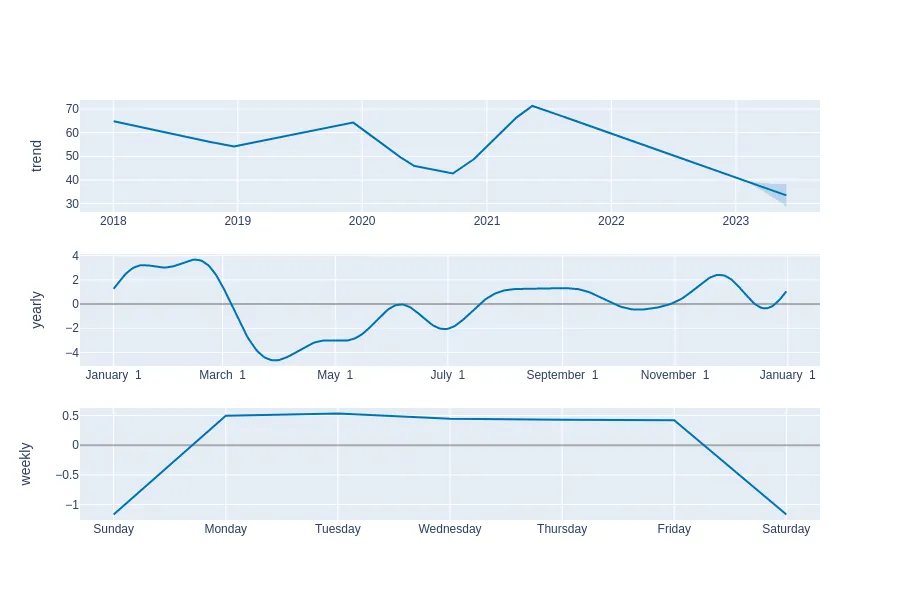 trend
70
60
50
40
30
2018 2019 2020 2021 2022 2023
yearly
4
2
0
−2
−4
January 1 March 1 May 1 July 1 September 1 November 1 January 1
weekly
0.5
0
−0.5
−1
Sunday Monday Tuesday Wednesday Thursday Friday Saturday